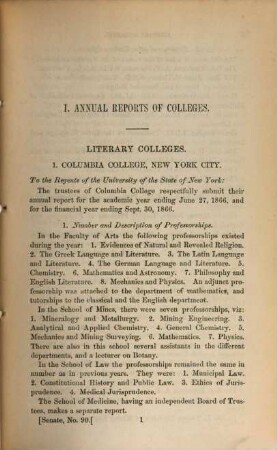 I. ANNUAL REPORTS OF COLLEGES.
LITERARY COLLEGES.
1. COLUMBIA COLLEGE, NEW YORK CITY.
To the Regents of the University of the State of New York:
The trustees of Columbia College respectfully submit their
annual report for the academic year ending June 27, 1866, and
for the financial year ending Sept. 30, 1866.
1. Number and Description of Professorships.
In the Faculty of Arts the following professorships existed
during the year: 1. Evidences of Natural and Revealed Religion.
2. The Greek Language and Literature. 3. The Latin Language
and Literature. 4. The German Language and Literature. 5.
Chemistry. 6. Mathematics and Astronomy. 7. Philosophy and
English Literature. 8. Mechanics and Physics. An adjunct pro-
fessorship was attached to the department of mathematics, and
tutorships to the classical and the English department.
In the School of Mines, there were seven professorships, viz:
1. Mineralogy and Metallurgy. 2. Mining Engineering. 3.
Analytical and Applied Chemistry. 4. General Chemistry. 5.
Mechanics and Mining Surveying. 6. Mathematics. 7. Physics.
There are also in this school several assistants in the different
departments, and a lecturer on Botany.
In the School of Law the professorships remained the same in
number as in previous years. They were: 1. Municipal Law.
2. Constitutional History and Public Law. 3. Ethics of Juris-
prudence. 4. Medical Jurisprudence.
The School of Medicine, having an independent Board of Trus-
tees, makes a separate report.
[Senate, No. 90.[ 1